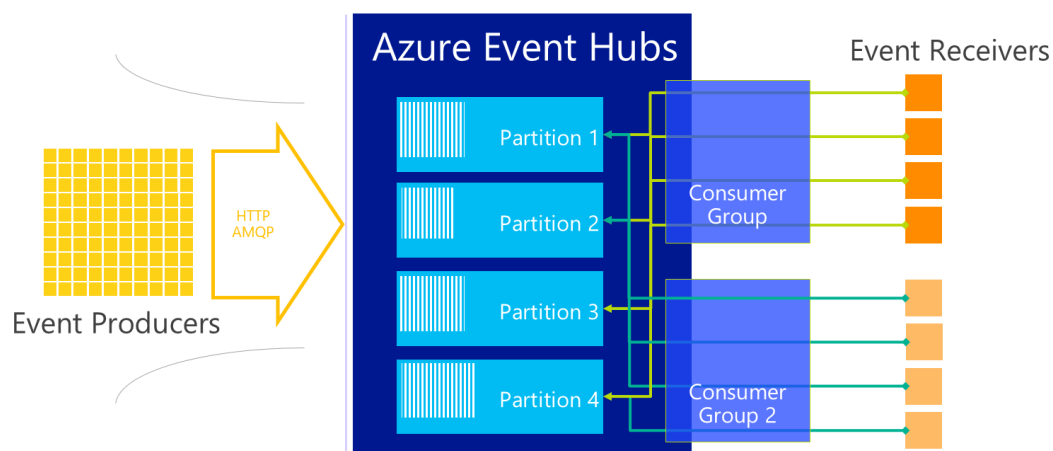 Azure Event Hubs
Event Receivers
Partition 1
Partition 2
Consumer
Group
HTTP
AMQP
Partition 3
Event Producers
Partition 4
Consumer
Group 2